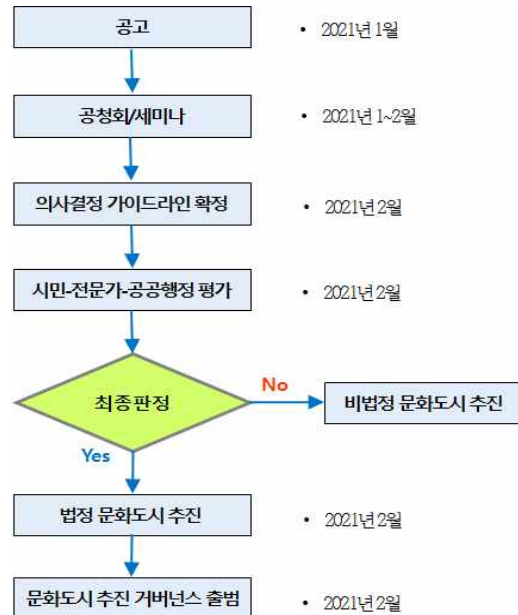 공고
• 2021년 1월
공청회/세미나
• 2021년 1~2월
의사결정 가이드라인 확정
• 2021년 2월
시민-전문가-공공행정 평가
• 2021년 2월
최종판정
No
비법정 문화도시 추진
Yes
법정 문화도시 추진
• 2021년 2월
문화도시 추진 거버넌스 출범
• 2021년 2월